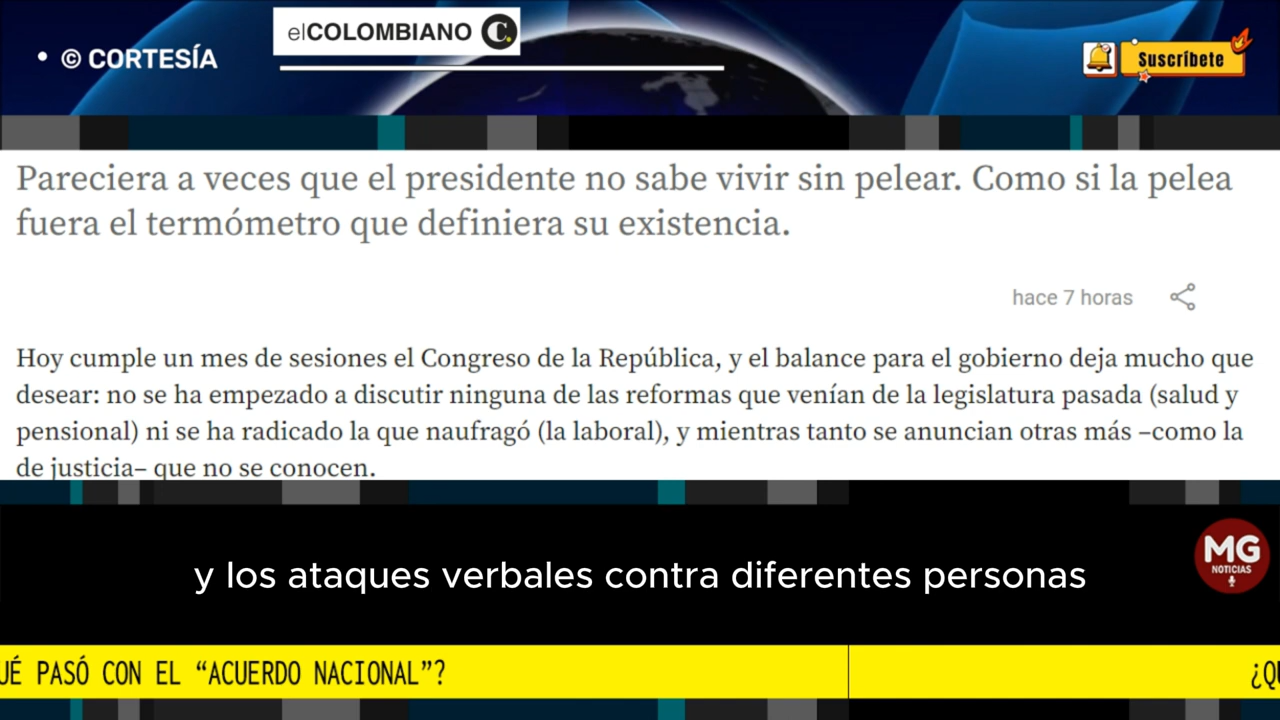 • © CORTESÍA
elCOLOMBIANO C.
Suscríbete
Pareciera a veces que el presidente no sabe vivir sin pelear. Como si la pelea
fuera el termómetro que definiera su existencia.
hace 7 horas
Hoy cumple un mes de sesiones el Congreso de la República, y el balance para el gobierno deja mucho que
desear: no se ha empezado a discutir ninguna de las reformas que venían de la legislatura pasada (salud y
pensional) ni se ha radicado la que naufragó (la laboral), y mientras tanto se anuncian otras más –como la
de justicia– que no se conocen.
y los ataques verbales contra diferentes personas
MG
NOTICIAS
UÉ PASÓ CON EL “ACUERDO NACIONAL”?
¿QU